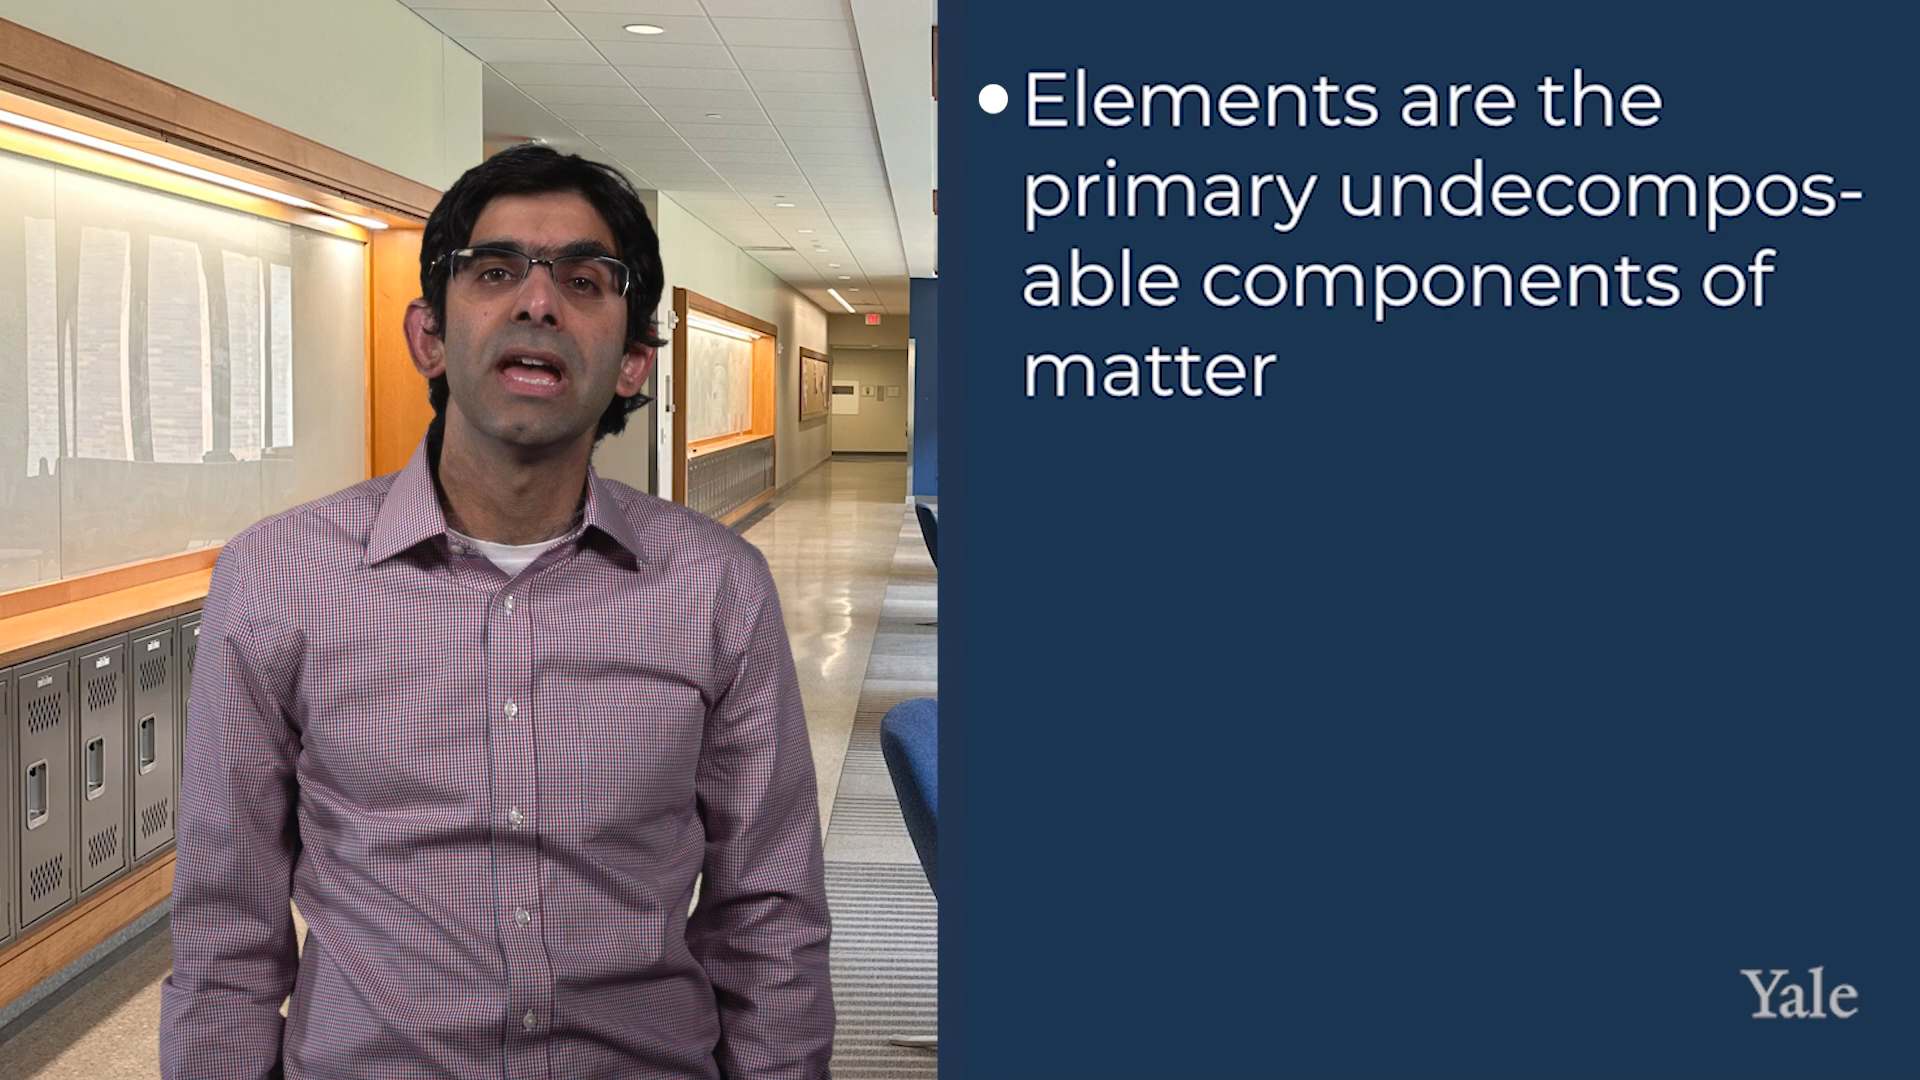 • Elements are the
primary undecompos-
able components of
matter
Yale